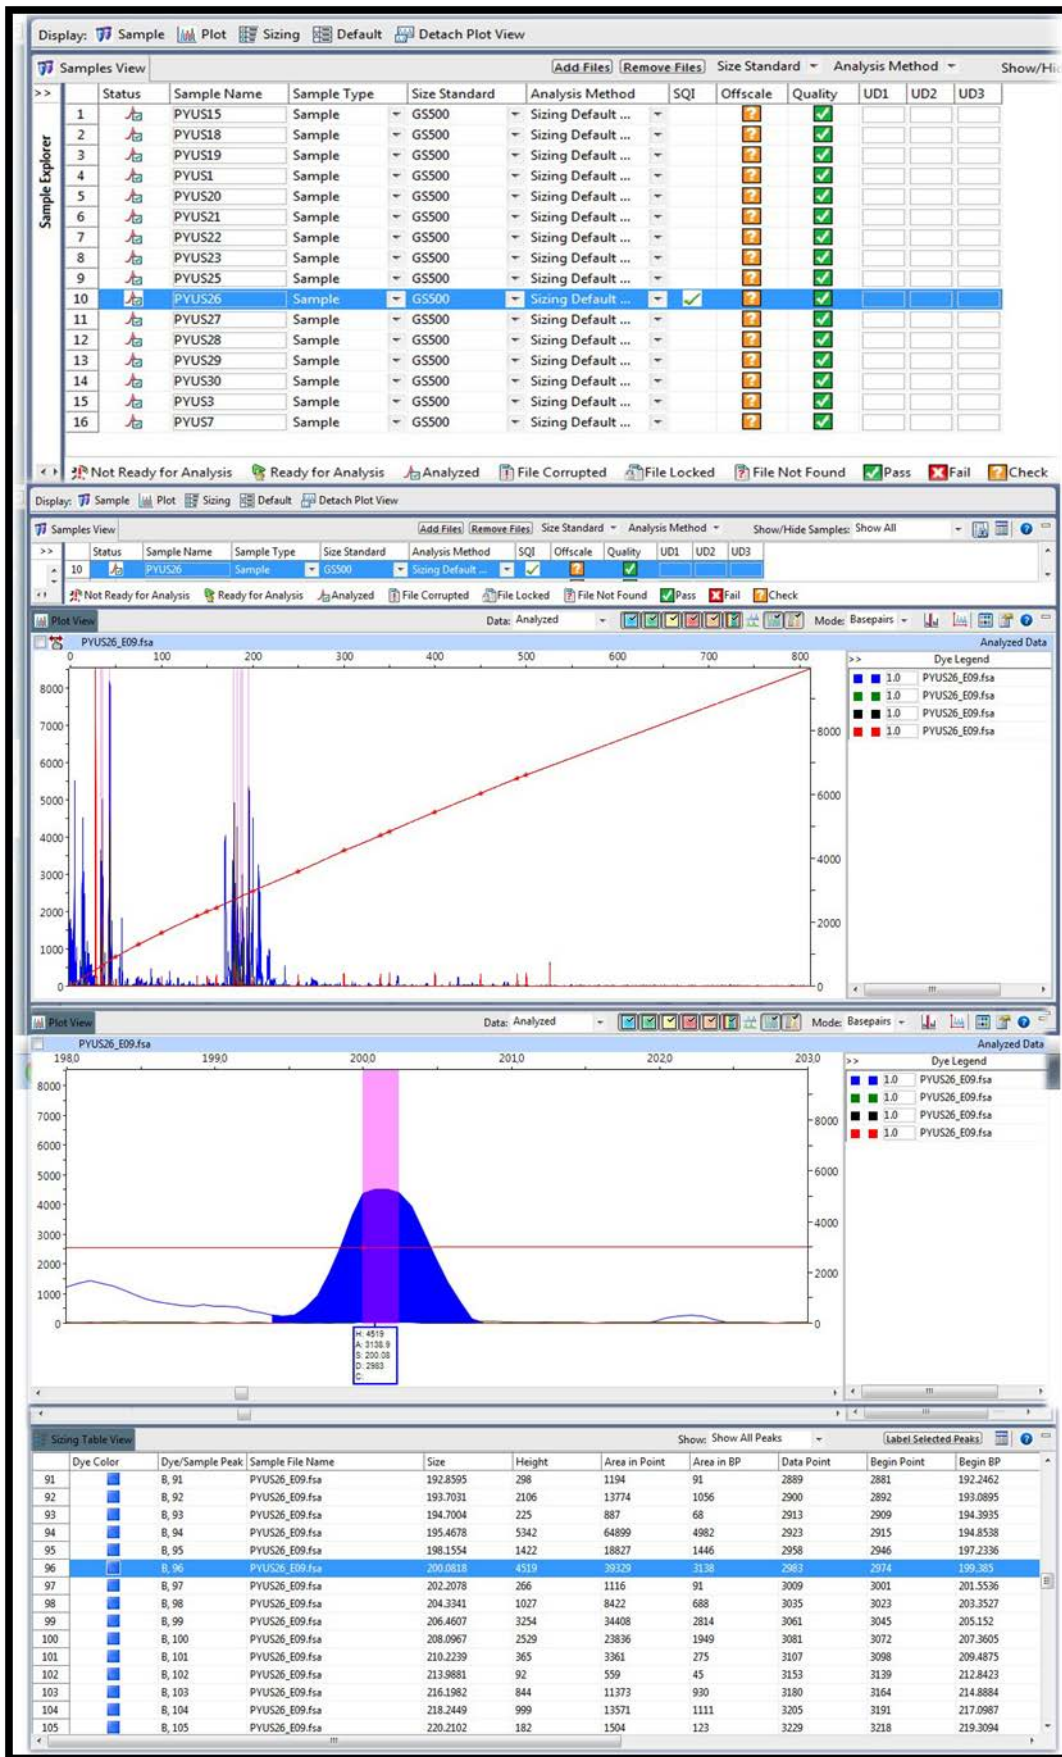 Display: Sample Plot Sizing Default Detach Plot View
Samples View Add Files Remove Files Size Standard Analysis Method Show/Hi
>> Status Sample Name Sample Type Size Standard Analysis Method SQI Offscale Quality UD1 UD2 UD3
Sample Explorer
1 PYUS15 Sample GS500 Sizing Default ...
2 PYUS18 Sample GS500 Sizing Default ...
3 PYUS19 Sample GS500 Sizing Default ...
4 PYUS1 Sample GS500 Sizing Default ...
5 PYUS20 Sample GS500 Sizing Default ...
6 PYUS21 Sample GS500 Sizing Default ...
7 PYUS22 Sample GS500 Sizing Default ...
8 PYUS23 Sample GS500 Sizing Default ...
9 PYUS25 Sample GS500 Sizing Default ...
10 PYUS26 Sample GS500 Sizing Default ...
11 PYUS27 Sample GS500 Sizing Default ...
12 PYUS28 Sample GS500 Sizing Default ...
13 PYUS29 Sample GS500 Sizing Default ...
14 PYUS30 Sample GS500 Sizing Default ...
15 PYUS3 Sample GS500 Sizing Default ...
16 PYUS7 Sample GS500 Sizing Default ...
Not Ready for Analysis Ready for Analysis Analyzed File Corrupted File Locked File Not Found Pass Fail Check
Display: Sample Plot Sizing Default Detach Plot View
Samples View Add Files Remove Files Size Standard Analysis Method Show/Hide Samples: Show All
>> Status Sample Name Sample Type Size Standard Analysis Method SQI Offscale Quality UD1 UD2 UD3
10 PYUS26 Sample GS500 Sizing Default ...
Not Ready for Analysis Ready for Analysis Analyzed File Corrupted File Locked File Not Found Pass Fail Check
Plot View Data: Analyzed Mode: Basepairs
PYUS26_E09.fsa Analyzed Data
0 100 200 300 400 500 600 700 800
>> Dye Legend
1.0 PYUS26_E09.fsa
1.0 PYUS26_E09.fsa
1.0 PYUS26_E09.fsa
1.0 PYUS26_E09.fsa
8000
7000
6000
5000
4000
3000
2000
1000
0
8000
6000
4000
2000
0
Plot View Data: Analyzed Mode: Basepairs
PYUS26_E09.fsa Analyzed Data
198.0 199.0 200.0 201.0 202.0 203.0
>> Dye Legend
1.0 PYUS26_E09.fsa
1.0 PYUS26_E09.fsa
1.0 PYUS26_E09.fsa
1.0 PYUS26_E09.fsa
8000
7000
6000
5000
4000
3000
2000
1000
0
8000
6000
4000
2000
0
H: 4519
A: 3138.9
S: 200.08
D: 2983
C:
Sizing Table View Show: Show All Peaks Label Selected Peaks
Dye Color Dye/Sample Peak Sample File Name Size Height Area in Point Area in BP Data Point Begin Point Begin BP
91 B, 91 PYUS26_E09.fsa 192.8595 298 1194 91 2889 2881 192.2462
92 B, 92 PYUS26_E09.fsa 193.7031 2106 13774 1056 2900 2892 193.0895
93 B, 93 PYUS26_E09.fsa 194.7004 225 887 68 2913 2909 194.3935
94 B, 94 PYUS26_E09.fsa 195.4678 5342 64899 4982 2923 2915 194.8538
95 B, 95 PYUS26_E09.fsa 198.1554 1422 18827 1446 2958 2946 197.2336
96 B, 96 PYUS26_E09.fsa 200.0818 4519 39329 3138 2983 2974 199.385
97 B, 97 PYUS26_E09.fsa 202.2078 266 1116 91 3009 3001 201.5536
98 B, 98 PYUS26_E09.fsa 204.3341 1027 8422 688 3035 3023 203.3527
99 B, 99 PYUS26_E09.fsa 206.4607 3254 34408 2814 3061 3045 205.152
100 B, 100 PYUS26_E09.fsa 208.0967 2529 23836 1949 3081 3072 207.3605
101 B, 101 PYUS26_E09.fsa 210.2239 365 3361 275 3107 3098 209.4875
102 B, 102 PYUS26_E09.fsa 213.9881 92 559 45 3153 3139 212.8423
103 B, 103 PYUS26_E09.fsa 216.1982 844 11373 930 3180 3164 214.8884
104 B, 104 PYUS26_E09.fsa 218.2449 999 13571 1111 3205 3191 217.0987
105 B, 105 PYUS26_E09.fsa 220.2102 182 1504 123 3229 3218 219.3094